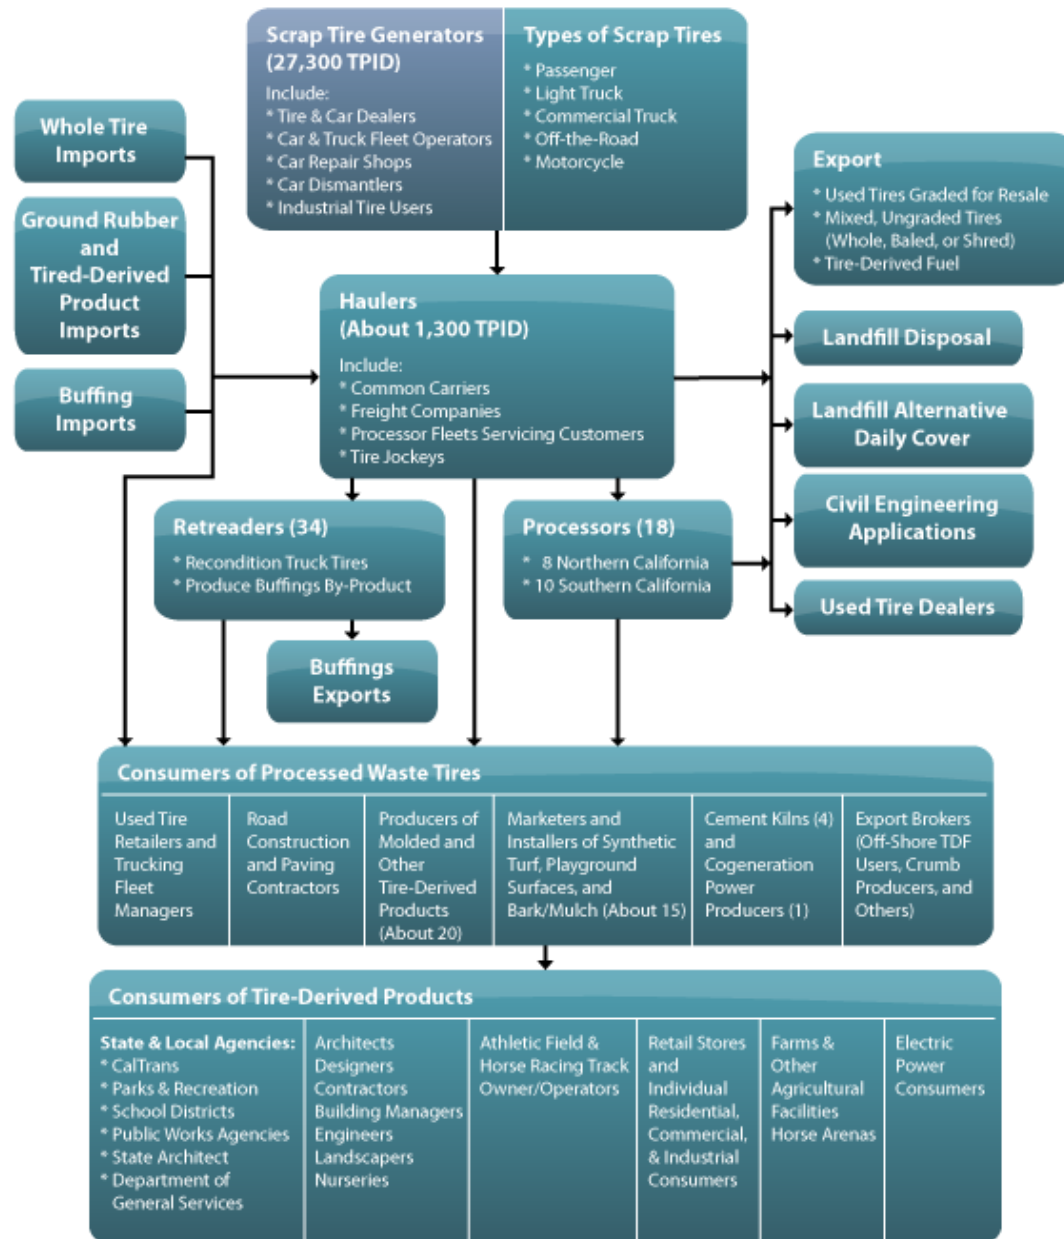 Scrap Tire Generators
(27,300 TPID)
Include:
* Tire & Car Dealers
* Car & Truck Fleet Operators
* Car Repair Shops
* Car Dismantlers
* Industrial Tire Users
Types of Scrap Tires
* Passenger
* Light Truck
* Commercial Truck
* Off-the-Road
* Motorcycle
Whole Tire
Imports
Ground Rubber
and
Tired-Derived
Product
Imports
Buffing
Imports
Haulers
(About 1,300 TPID)
Include:
* Common Carriers
* Freight Companies
* Processor Fleets Servicing Customers
* Tire Jockeys
Export
* Used Tires Graded for Resale
* Mixed, Ungraded Tires
(Whole, Baled, or Shred)
* Tire-Derived Fuel
Landfill Disposal
Landfill Alternative
Daily Cover
Civil Engineering
Applications
Used Tire Dealers
Retreaders (34)
* Recondition Truck Tires
* Produce Buffings By-Product
Processors (18)
* 8 Northern California
* 10 Southern California
Buffings
Exports
Consumers of Processed Waste Tires
Used Tire
Retailers and
Trucking
Fleet
Managers
Road
Construction
and Paving
Contractors
Producers of
Molded and
Other
Tire-Derived
Products
(About 20)
Marketers and
Installers of Synthetic
Turf, Playground
Surfaces, and
Bark/Mulch (About 15)
Cement Kilns (4)
and
Cogeneration
Power
Producers (1)
Export Brokers
(Off-Shore TDF
Users, Crumb
Producers, and
Others)
Consumers of Tire-Derived Products
State & Local Agencies:
* CalTrans
* Parks & Recreation
* School Districts
* Public Works Agencies
* State Architect
* Department of
General Services
Architects
Designers
Contractors
Building Managers
Engineers
Landscapers
Nurseries
Athletic Field &
Horse Racing Track
Owner/Operators
Retail Stores
and
Individual
Residential,
Commercial,
& Industrial
Consumers
Farms &
Other
Agricultural
Facilities
Horse Arenas
Electric
Power
Consumers